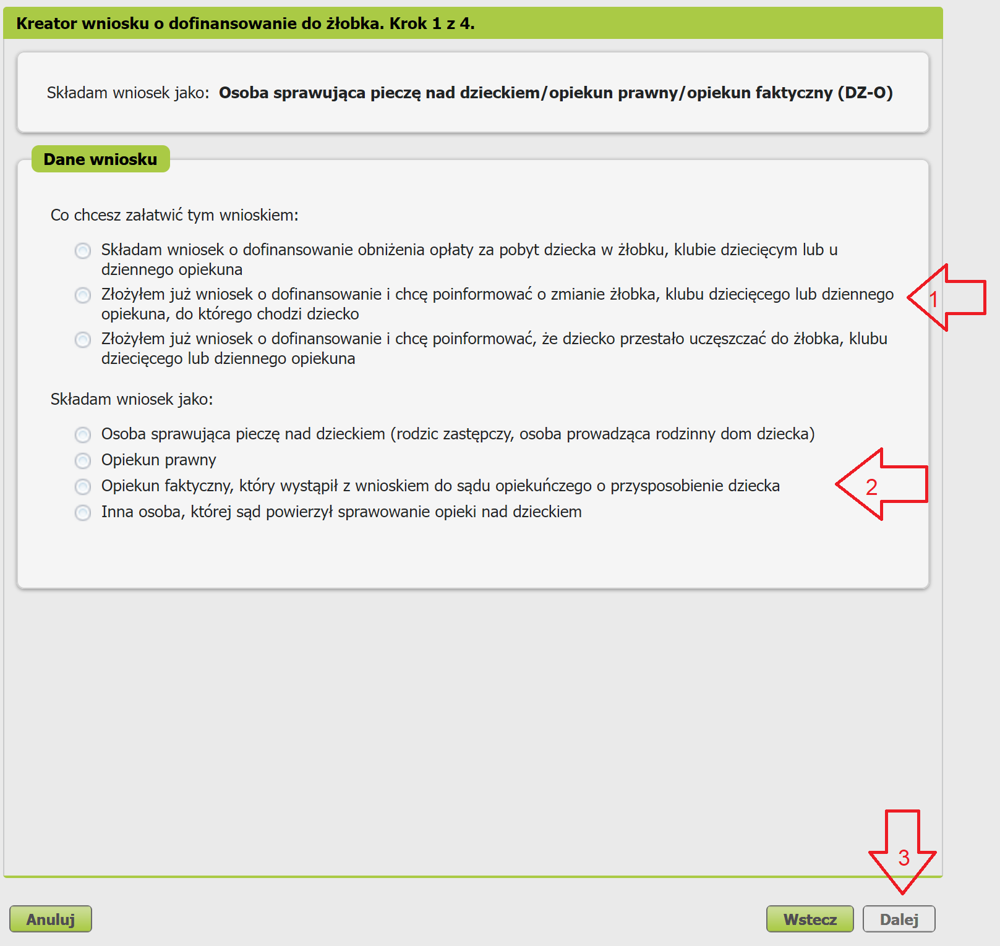 Kreator wniosku o dofinansowanie do żłobka. Krok 1 z 4.
Składam wniosek jako: Osoba sprawująca pieczę nad dzieckiem/opiekun prawny/opiekun faktyczny (DZ-O)
Dane wniosku
Co chcesz załatwić tym wnioskiem:
Składam wniosek o dofinansowanie obniżenia opłaty za pobyt dziecka w żłobku, klubie dziecięcym lub u
dziennego opiekuna
Złożyłem już wniosek o dofinansowanie i chcę poinformować o zmianie żłobka, klubu dziecięcego lub dziennego
1
opiekuna, do którego chodzi dziecko
Złożyłem już wniosek o dofinansowanie i chcę poinformować, że dziecko przestało uczęszczać do żłobka, klubu
dziecięcego lub dziennego opiekuna
Składam wniosek jako:
Osoba sprawująca pieczę nad dzieckiem (rodzic zastępczy, osoba prowadząca rodzinny dom dziecka)
Opiekun prawny
Opiekun faktyczny, który wystąpił z wnioskiem do sądu opiekuńczego o przysposobienie dziecka
2
Inna osoba, której sąd powierzył sprawowanie opieki nad dzieckiem
3
Anuluj
Wstecz
Dalej